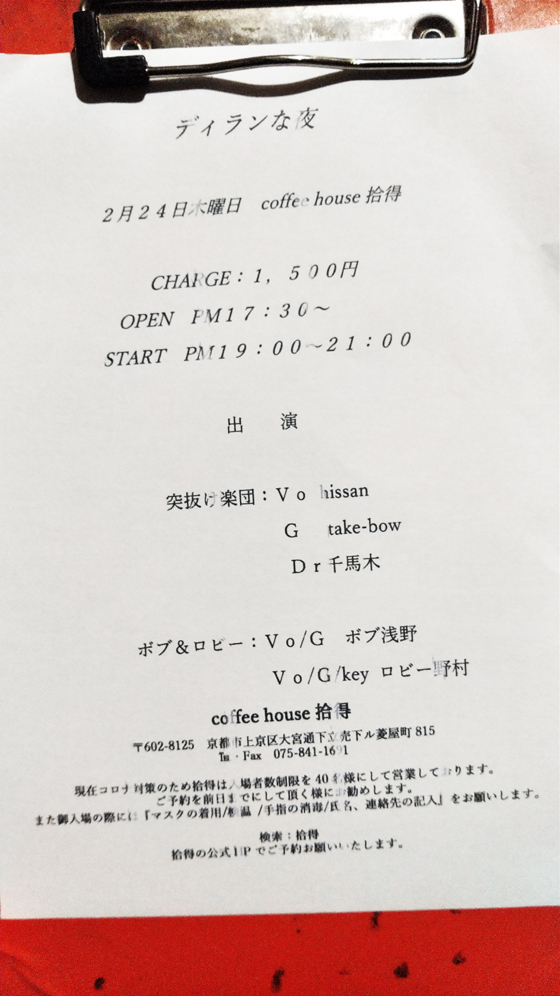 ディランな夜
２月２４日木曜日 coffee house 拾得
CHARGE：１，５００円
OPEN PM１７：３０～
START PM１９：００～２１：００
出 演
突抜け楽団：Ｖｏ hissan
G take-bow
Ｄｒ千馬木
ボブ＆ロビー：Ｖｏ/G ボブ浅野
Ｖｏ/G/key ロビー野村
coffee house 拾得
〒602-8125 京都市上京区大宮通下立売下ル菱屋町 815
℡・Fax 075-841-1691
現在コロナ対策のため拾得は入場者数制限を 40 名様にして営業しております。
ご予約を前日までにして頂く様にお勧めします。
また御入場の際には『マスクの着用/検温 /手指の消毒/氏名、連絡先の記入』をお願いします。
検索：拾得
拾得の公式 HP でご予約お願いいたします。